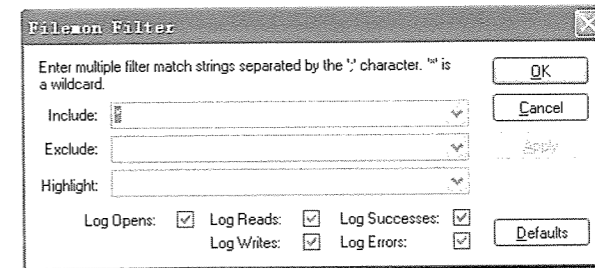 Filemon Filter
Enter multiple filter match strings separated by the ';' character. '*' is
a wildcard.
OK
Include: *
Cancel
Exclude:
Apply
Highlight:
Log Opens: Log Reads: Log Successes:
Log Writes: Log Errors:
Defaults